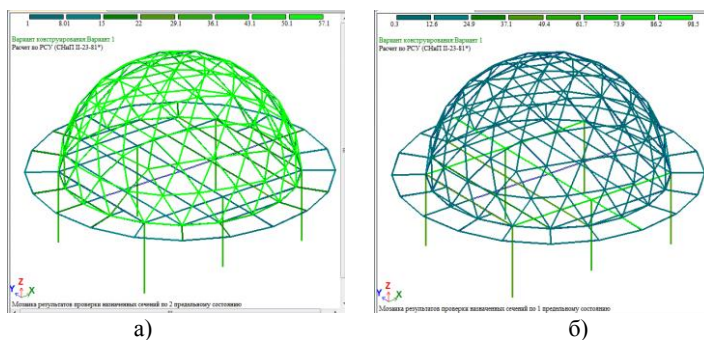 1 8.01 13 22 29.1 36.1 43.1 50.1 57.1
Вариант конструирования:Вариант 1
Расчет по РСУ (СНиП II-23-81*)
Z
Y X
Мозаика результатов проверки назначенных сечений по 2 предельному состоянию
а)
0.3 12.6 24.9 37.1 49.4 61.7 73.9 86.2 98.5
Вариант конструирования:Вариант 1
Расчет по РСУ (СНиП II-23-81*)
Z
Y X
Мозаика результатов проверки назначенных сечений по 1 предельному состоянию
б)